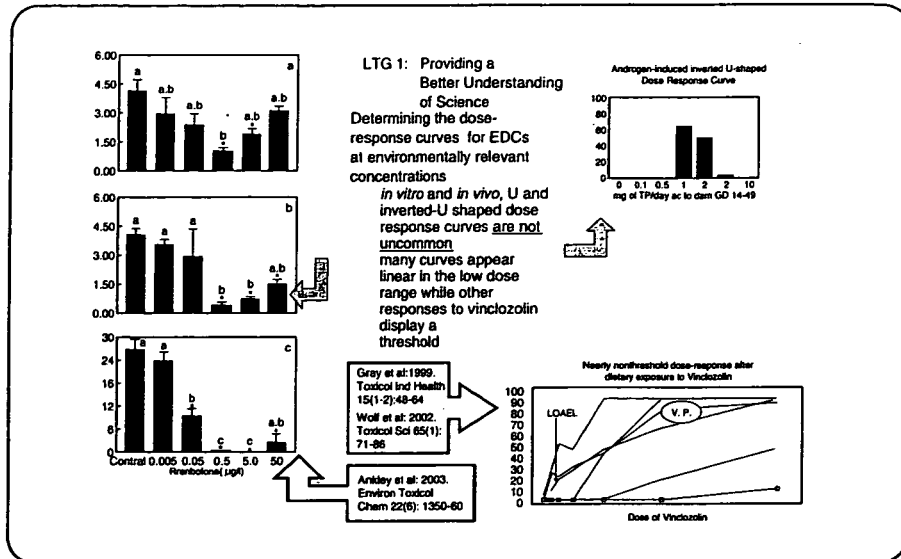 6.00
4.50
3.00
1.50
0.00
a
a.b
a.b
b
a.b
a.b
a
6.0
4.50
3.00
1.50
0.00
a
a
a
b
a.b
b
30
24
18
12
6
0
a
a
b
c
c
a.b
c
Control 0.005 0.05 0.5 5.0 50
LTG 1: Providing a
Better Understanding
of Science
Determining the dose-
response curves for EDCs
at environmentally relevant
concentrations
in vitro and in vivo, U and
inverted-U shaped dose
response curves are not
uncommon
many curves appear
linear in the low dose
range while other
responses to vinclozolin
display a
threshold
Androgen-induced inverted U-shaped
Dose Response Curve
100
80
60
40
20
0
0 0.1 0.5 1 2 2 10
mg of TP/day ac to dam GD 14-49
Gray et al:1999.
Toxicol Ind Health
15(1-2):48-64
Wolf et al: 2002.
Toxicol Sci 65(1):
71-86
Ankley et al: 2003.
Environ Toxicol
Chem 22(6): 1350-60
Nearly nonthreshold dose-response after
dietary exposure to Vinclozolin
100
90
80
70
60
50
40
30
20
10
0
LOAEL
V. P.
Dose of Vinclozolin